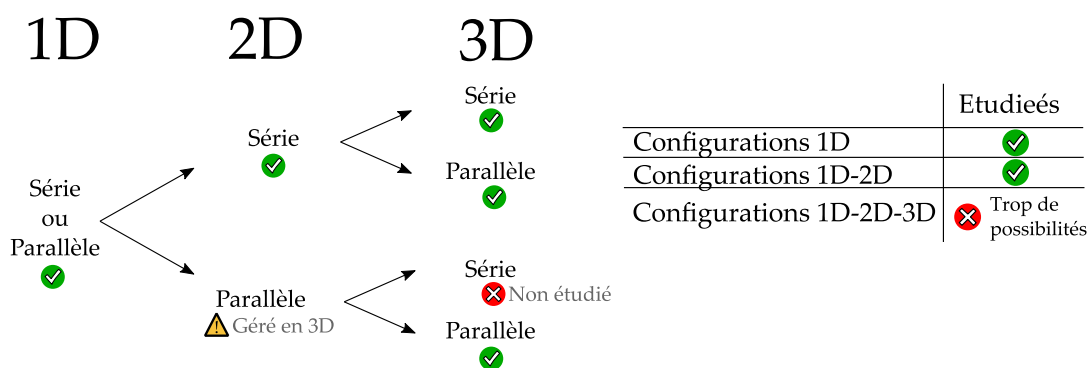 1D
2D
3D
Série
ou
Parallèle
Série
Parallèle
Géré en 3D
Série
Parallèle
Série
Non étudié
Parallèle
Etudieés
Configurations 1D
Configurations 1D-2D
Configurations 1D-2D-3D
Trop de
possibilités